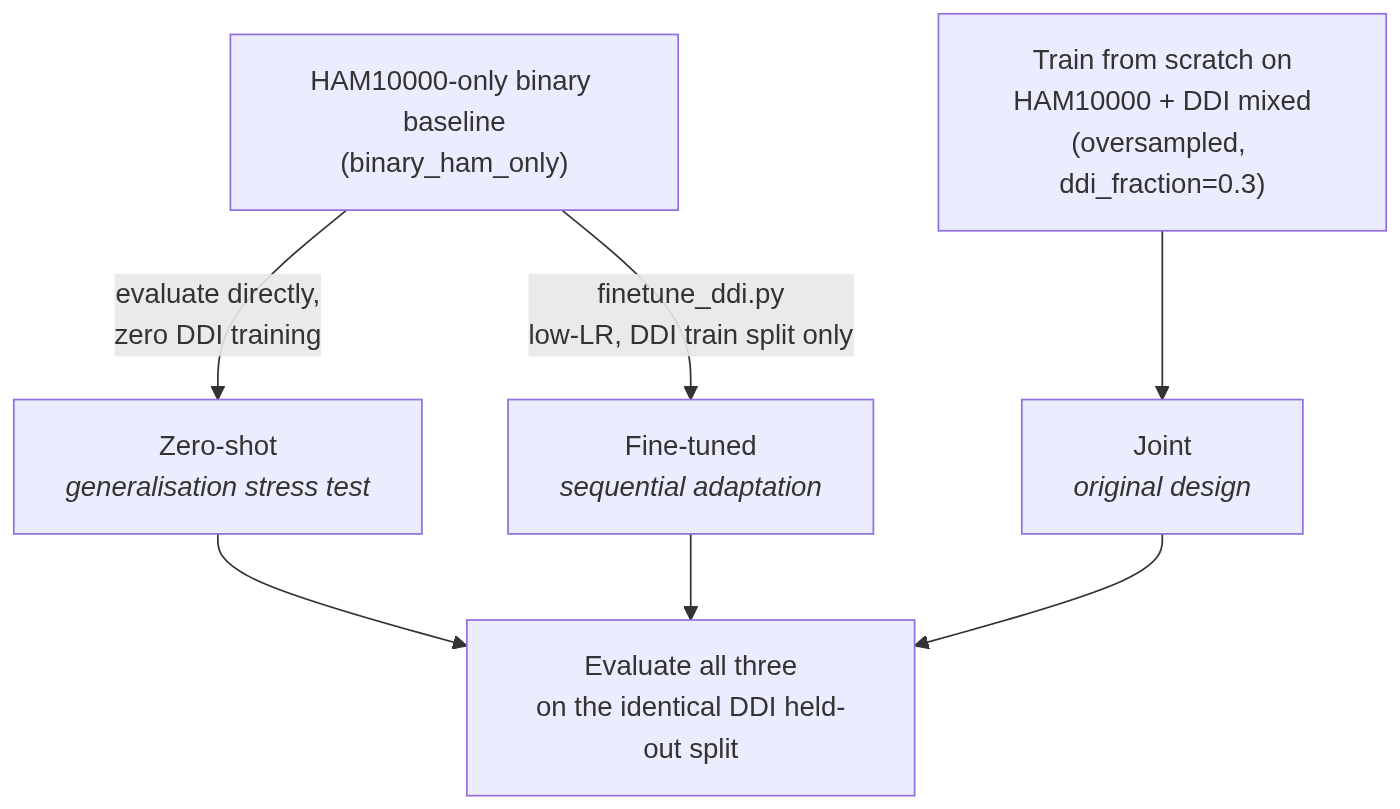 HAM10000-only binary
baseline
(binary_ham_only)
Train from scratch on
HAM10000 + DDI mixed
(oversampled,
ddi_fraction=0.3)
evaluate directly,
zero DDI training
finetune_ddi.py
low-LR, DDI train split only
Zero-shot
generalisation stress test
Fine-tuned
sequential adaptation
Joint
original design
Evaluate all three
on the identical DDI held-
out split